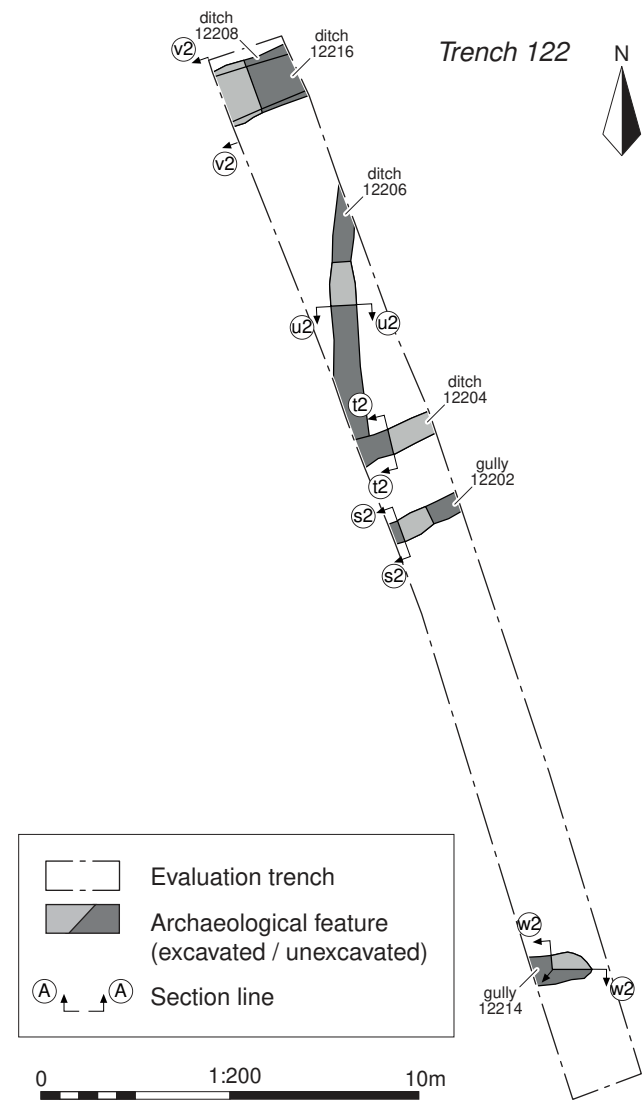 Trench 122
N
ditch
12208
ditch
12216
v2
v2
ditch
12206
u2
u2
ditch
12204
t2
t2
gully
12202
s2
s2
w2
w2
gully
12214
Evaluation trench
Archaeological feature
(excavated / unexcavated)
A A Section line
0 1:200 10m